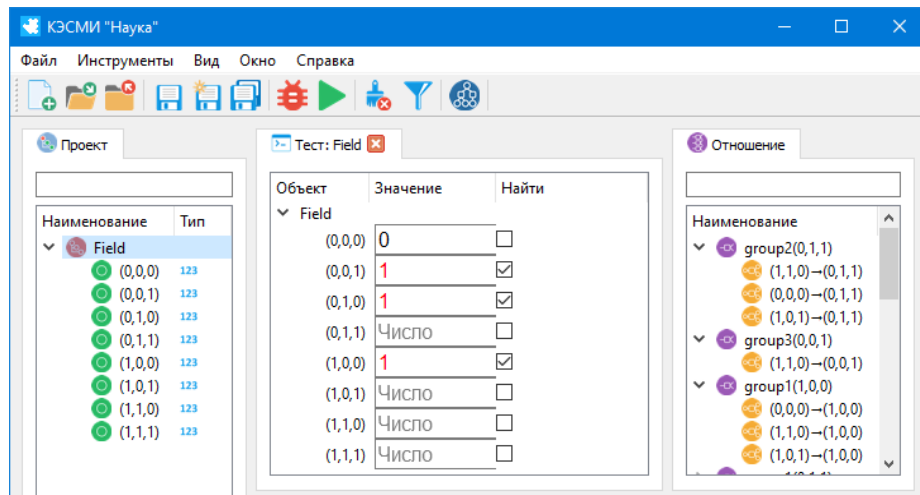 КЭСМИ "Наука"
Файл Инструменты Вид Окно Справка
Проект
Наименование Тип
Field
(0,0,0) 123
(0,0,1) 123
(0,1,0) 123
(0,1,1) 123
(1,0,0) 123
(1,0,1) 123
(1,1,0) 123
(1,1,1) 123
Тест: Field
Объект Значение Найти
Field
(0,0,0) 0
(0,0,1) 1
(0,1,0) 1
(0,1,1) Число
(1,0,0) 1
(1,0,1) Число
(1,1,0) Число
(1,1,1) Число
Отношение
Наименование
group2(0,1,1)
(1,1,0)→(0,1,1)
(0,0,0)→(0,1,1)
(1,0,1)→(0,1,1)
group3(0,0,1)
(1,1,0)→(0,0,1)
group1(1,0,0)
(0,0,0)→(1,0,0)
(1,1,0)→(1,0,0)
(1,0,1)→(1,0,0)